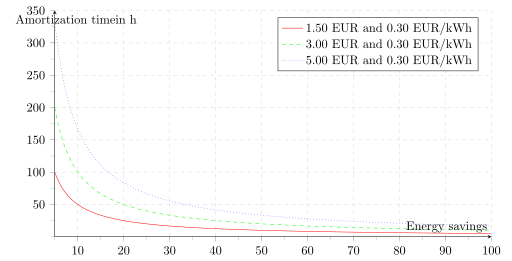 350
Amortization timein h
300
250
200
150
100
50
1.50 EUR and 0.30 EUR/kWh
3.00 EUR and 0.30 EUR/kWh
5.00 EUR and 0.30 EUR/kWh
Energy savings
10 20 30 40 50 60 70 80 90 100